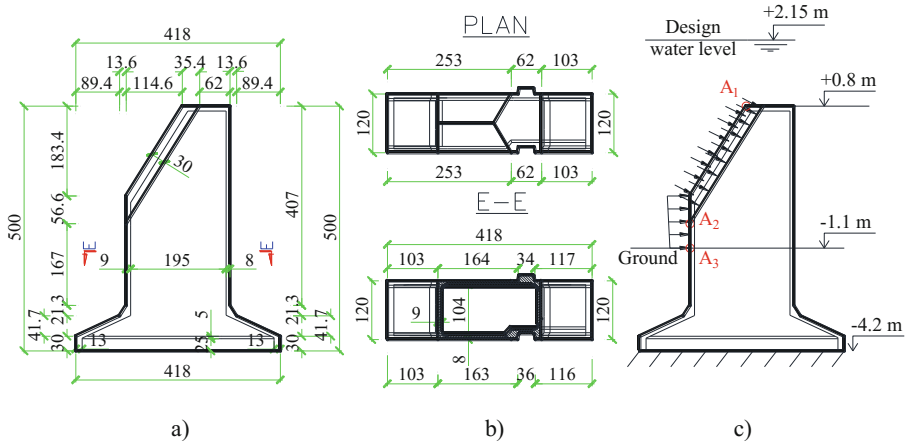 418
13.6 35.4 13.6
89.4 114.6 62 89.4
500
183.4
56.6
167
21.3
41.7
30
30
E
E
9
195
8
407
500
21.3
41.7
30
5
25
13
13
418
a)
PLAN
253 62 103
120
120
253 62 103
E-E
418
103 164 34 117
120
9
104
120
8
103 163 36 116
b)
Design
water level
+2.15 m
A1
+0.8 m
A2
-1.1 m
Ground
A3
-4.2 m
c)